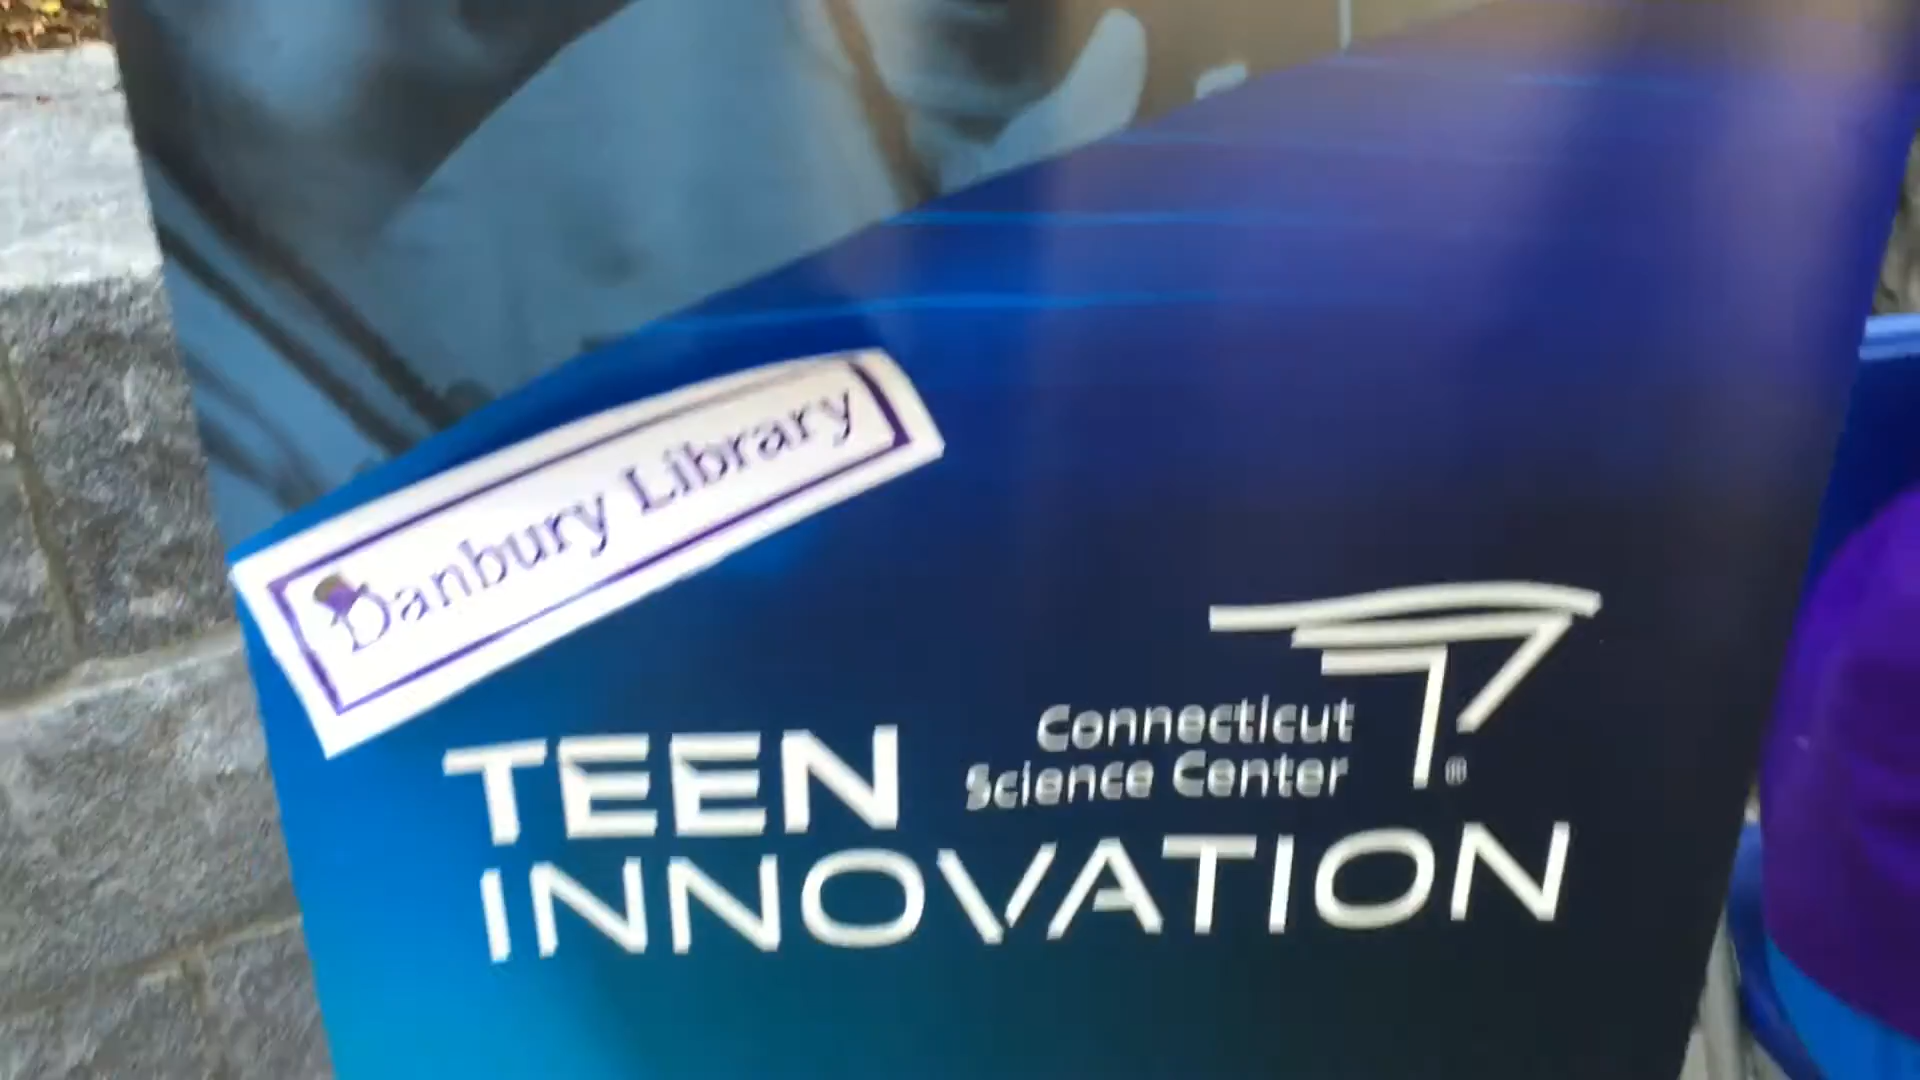 Danbury Library
TEEN
Connecticut
Science Center
®
INNOVATION